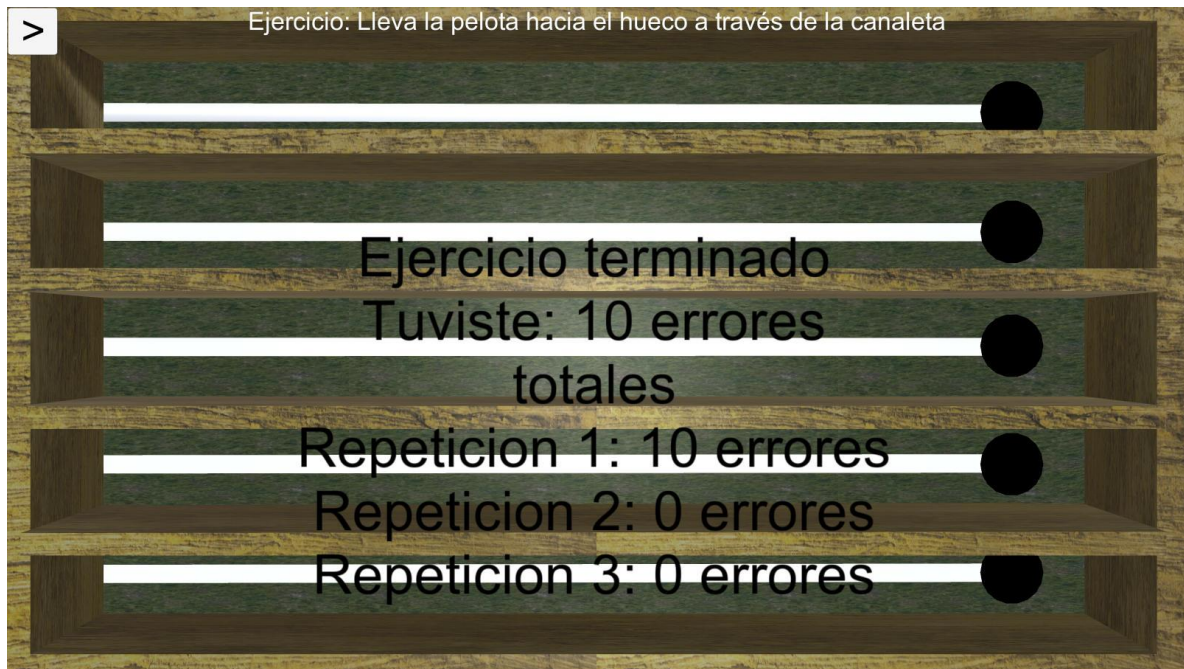 Ejercicio: Lleva la pelota hacia el hueco a través de la canaleta
>
Ejercicio terminado
Tuviste: 10 errores
totales
Repeticion 1: 10 errores
Repeticion 2: 0 errores
Repeticion 3: 0 errores